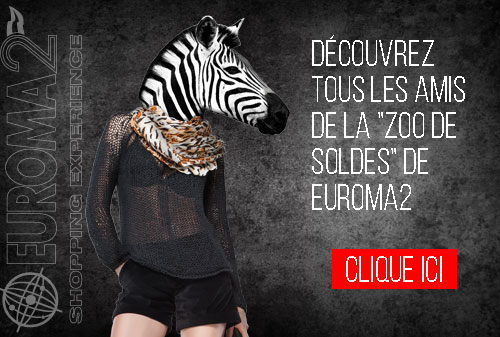 EUROMA2
SHOPPING EXPERIENCE
DÉCOUVREZ
TOUS LES AMIS
DE LA "ZOO DE
SOLDES" DE
EUROMA2
CLIQUE ICI